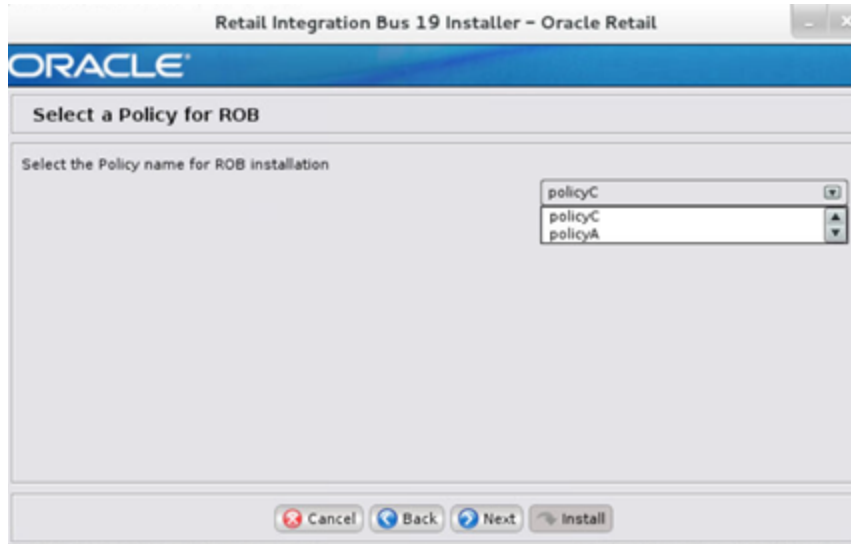 Retail Integration Bus 19 Installer – Oracle Retail
ORACLE
Select a Policy for ROB
Select the Policy name for ROB installation
policyC
policyC
policyA
Cancel Back Next Install